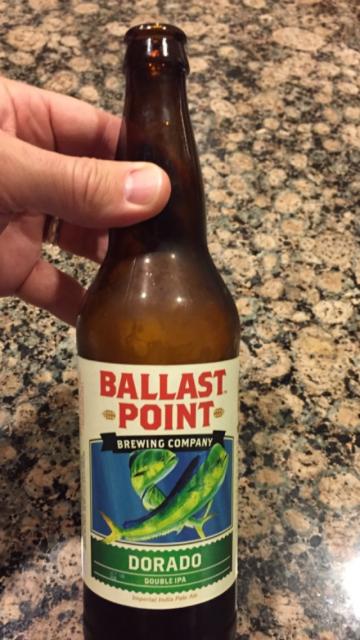 BALLAST
POINT
BREWING COMPANY
DORADO
DOUBLE IPA
Imperial India Pale Ale